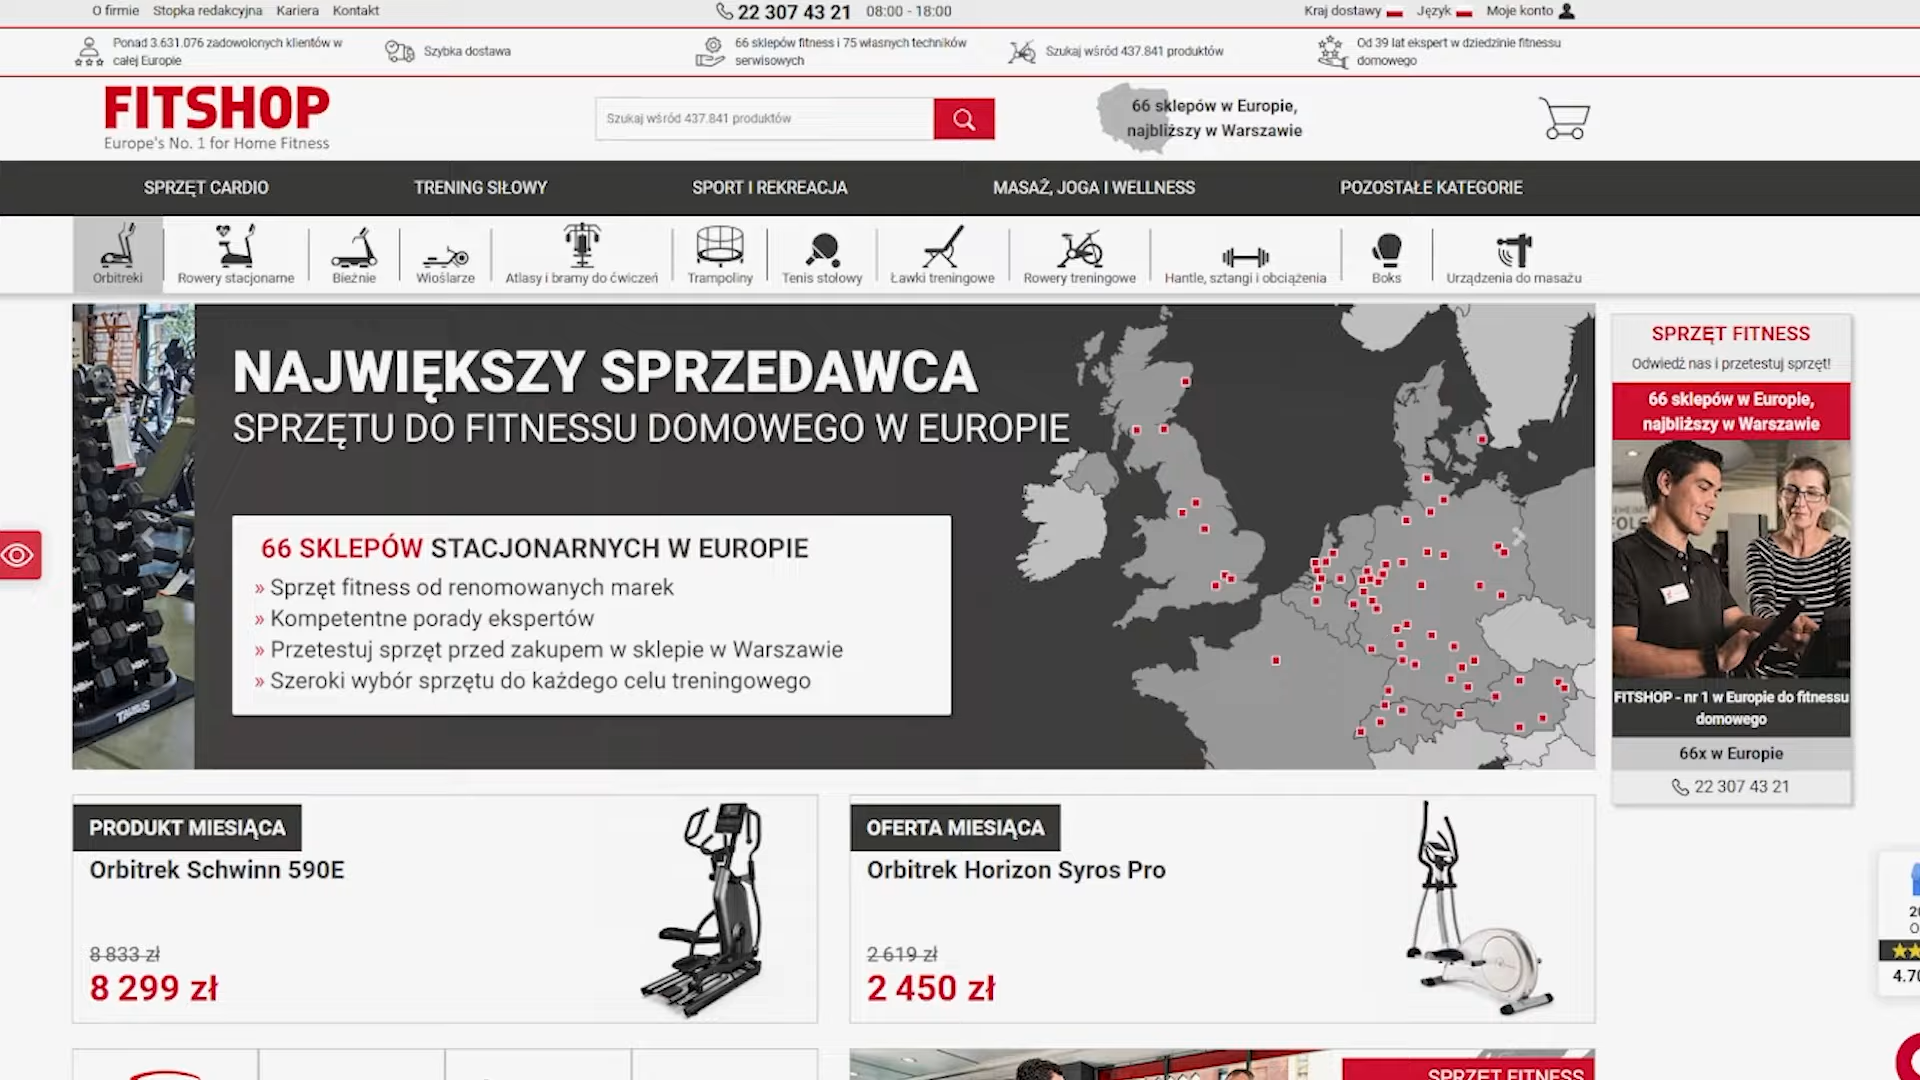 O firmie Stopka redakcyjna Kariera Kontakt
22 307 43 21 08:00 - 18:00
Kraj dostawy Język Moje konto
Ponad 3.631.076 zadowolonych klientów w
całej Europie
Szybka dostawa
66 sklepów fitness i 75 własnych techników
serwisowych
Szukaj wśród 437.841 produktów
Od 39 lat ekspert w dziedzinie fitnessu
domowego
FITSHOP
Europe's No. 1 for Home Fitness
Szukaj wśród 437.841 produktów
66 sklepów w Europie,
najbliższy w Warszawie
SPRZĘT CARDIO TRENING SIŁOWY SPORT I REKREACJA MASAŻ, JOGA I WELLNESS POZOSTAŁE KATEGORIE
Orbitreki Rowery stacjonarne Bieżnie Wioślarze Atlasy i bramy do ćwiczeń Trampoliny Tenis stołowy Ławki treningowe Rowery treningowe Hantle, sztangi i obciążenia Boks Urządzenia do masażu
NAJWIĘKSZY SPRZEDAWCA
SPRZĘTU DO FITNESSU DOMOWEGO W EUROPIE
66 SKLEPÓW STACJONARNYCH W EUROPIE
» Sprzęt fitness od renomowanych marek
» Kompetentne porady ekspertów
» Przetestuj sprzęt przed zakupem w sklepie w Warszawie
» Szeroki wybór sprzętu do każdego celu treningowego
TAURUS
SPRZĘT FITNESS
Odwiedź nas i przetestuj sprzęt!
66 sklepów w Europie,
najbliższy w Warszawie
FITSHOP - nr 1 w Europie do fitnessu
domowego
66x w Europie
22 307 43 21
PRODUKT MIESIĄCA
Orbitrek Schwinn 590E
8 833 zł
8 299 zł
OFERTA MIESIĄCA
Orbitrek Horizon Syros Pro
2 619 zł
2 450 zł
4.70
SPRZĘT FITNESS